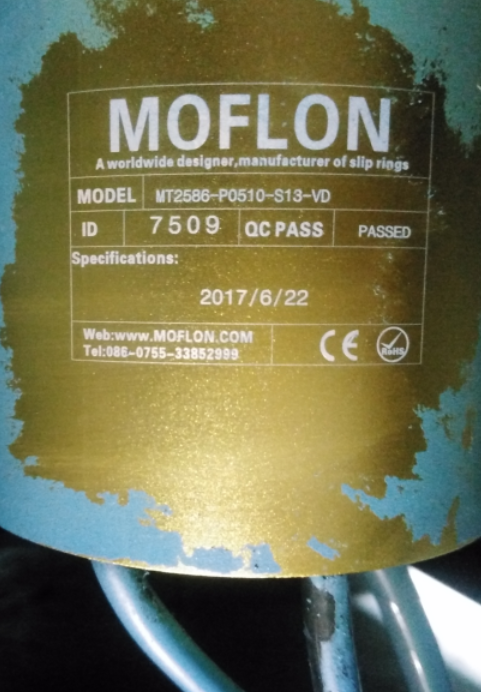 MOFLON
A worldwide designer,manufacturer of slip rings
MODEL MT2586-P0510-S13-VD
ID 7509 QC PASS PASSED
Specifications:
2017/6/22
Web:www.MOFLON.COM
Tel:086-0755-33852999
CE RoHS